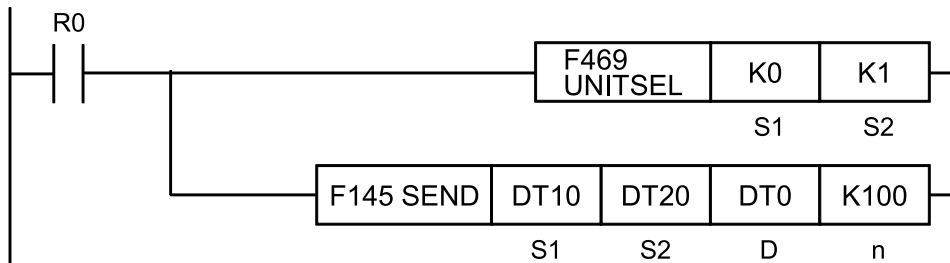 R0
F469
UNITSEL
K0
K1
S1
S2
F145 SEND
DT10
DT20
DT0
K100
S1
S2
D
n